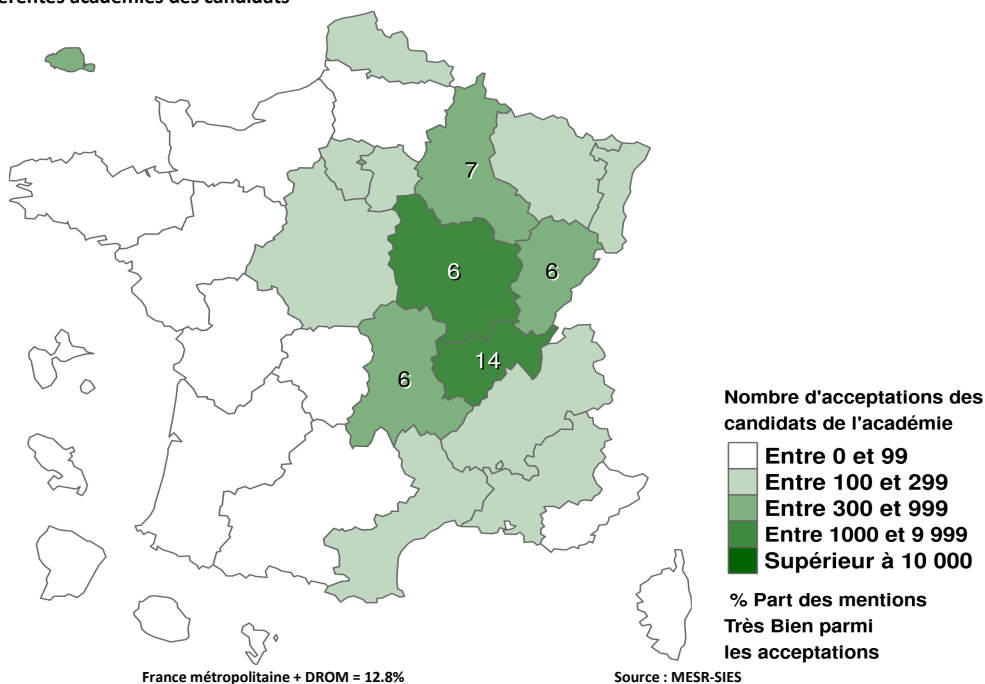 érentes académies des candidats
7
6
6
14
6
Nombre d'acceptations des
candidats de l'académie
Entre 0 et 99
Entre 100 et 299
Entre 300 et 999
Entre 1000 et 9 999
Supérieur à 10 000
% Part des mentions
Très Bien parmi
les acceptations
France métropolitaine + DROM = 12.8%
Source : MESR-SIES